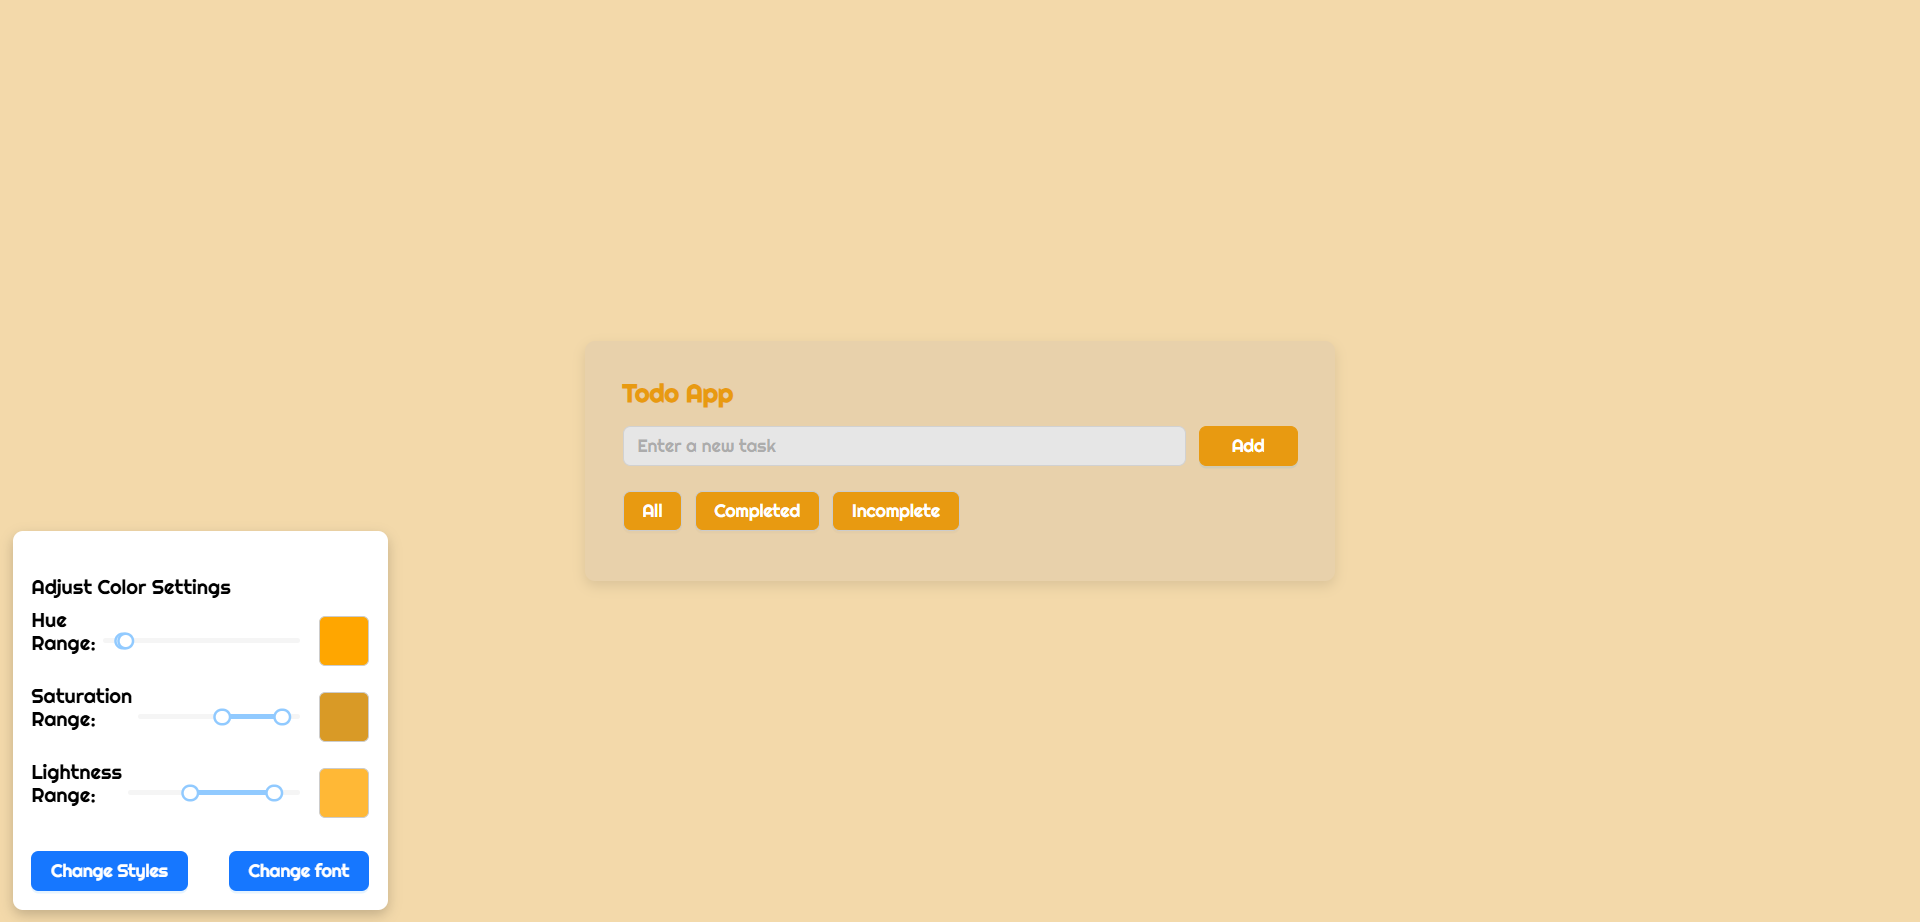 Todo App
Enter a new task
Add
All
Completed
Incomplete
Adjust Color Settings
Hue
Range:
Saturation
Range:
Lightness
Range:
Change Styles
Change font